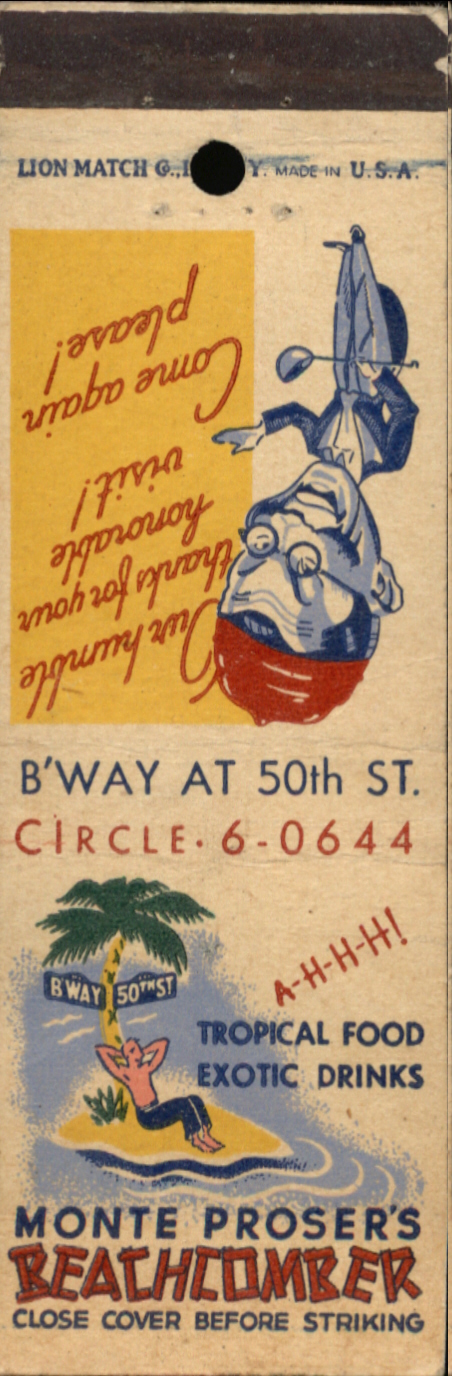 LION MATCH Y. MADE IN U.S.A.
Our humble
thanks for your
honorable
visit!
Come again
please!
B'WAY AT 50th ST.
CIRCLE·6-0644
B'WAY 50TH ST
A-H-H-H!
TROPICAL FOOD
EXOTIC DRINKS
MONTE PROSER'S
BEACHCOMBER
CLOSE COVER BEFORE STRIKING